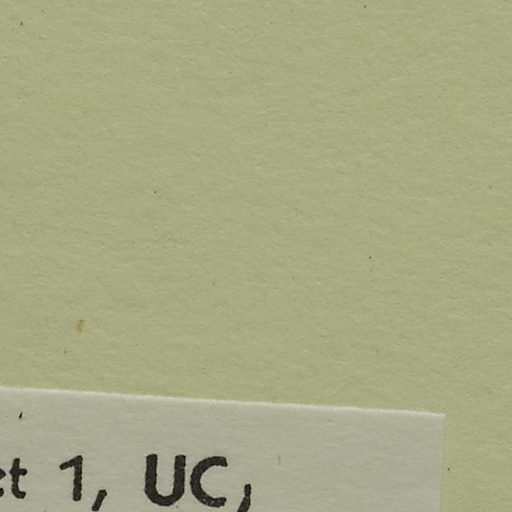 et 1, UC,